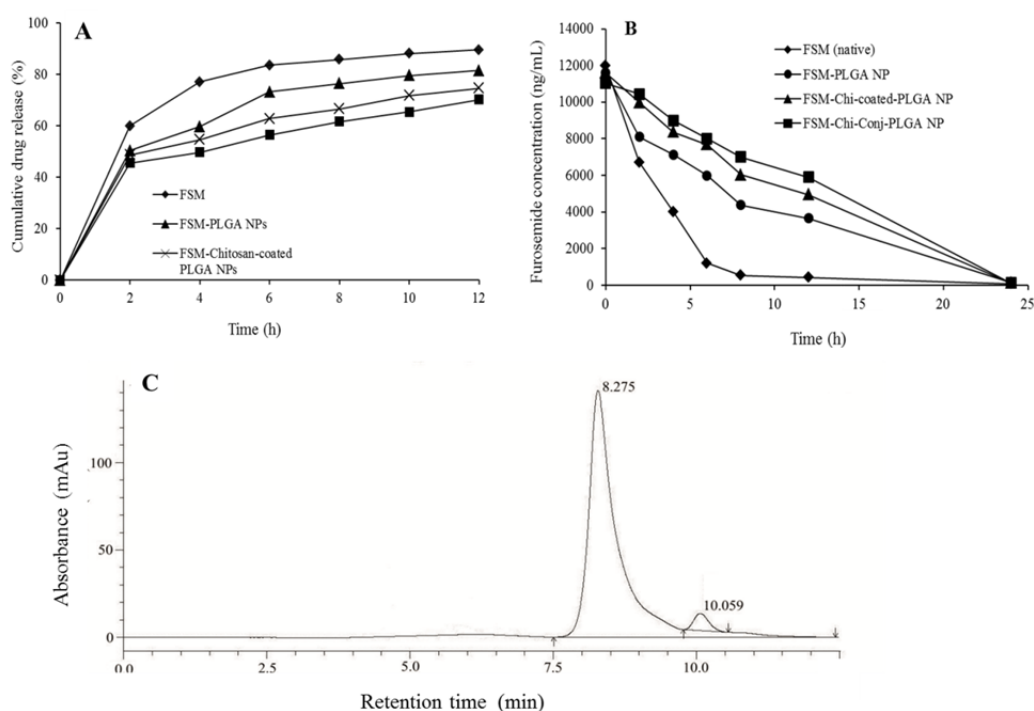 A
Cumulative drug release (%)
100
80
60
40
20
0
FSM
FSM-PLGA NPs
FSM-Chitosan-coated
PLGA NPs
0 2 4 6 8 10 12
Time (h)
B
Furosemide concentration (ng/mL)
14000
12000
10000
8000
6000
4000
2000
0
FSM (native)
FSM-PLGA NP
FSM-Chi-coated-PLGA NP
FSM-Chi-Conj-PLGA NP
0 5 10 15 20 25
Time (h)
C
Absorbance (mAu)
100
50
0
8.275
10.059
0.0 2.5 5.0 7.5 10.0
Retention time (min)